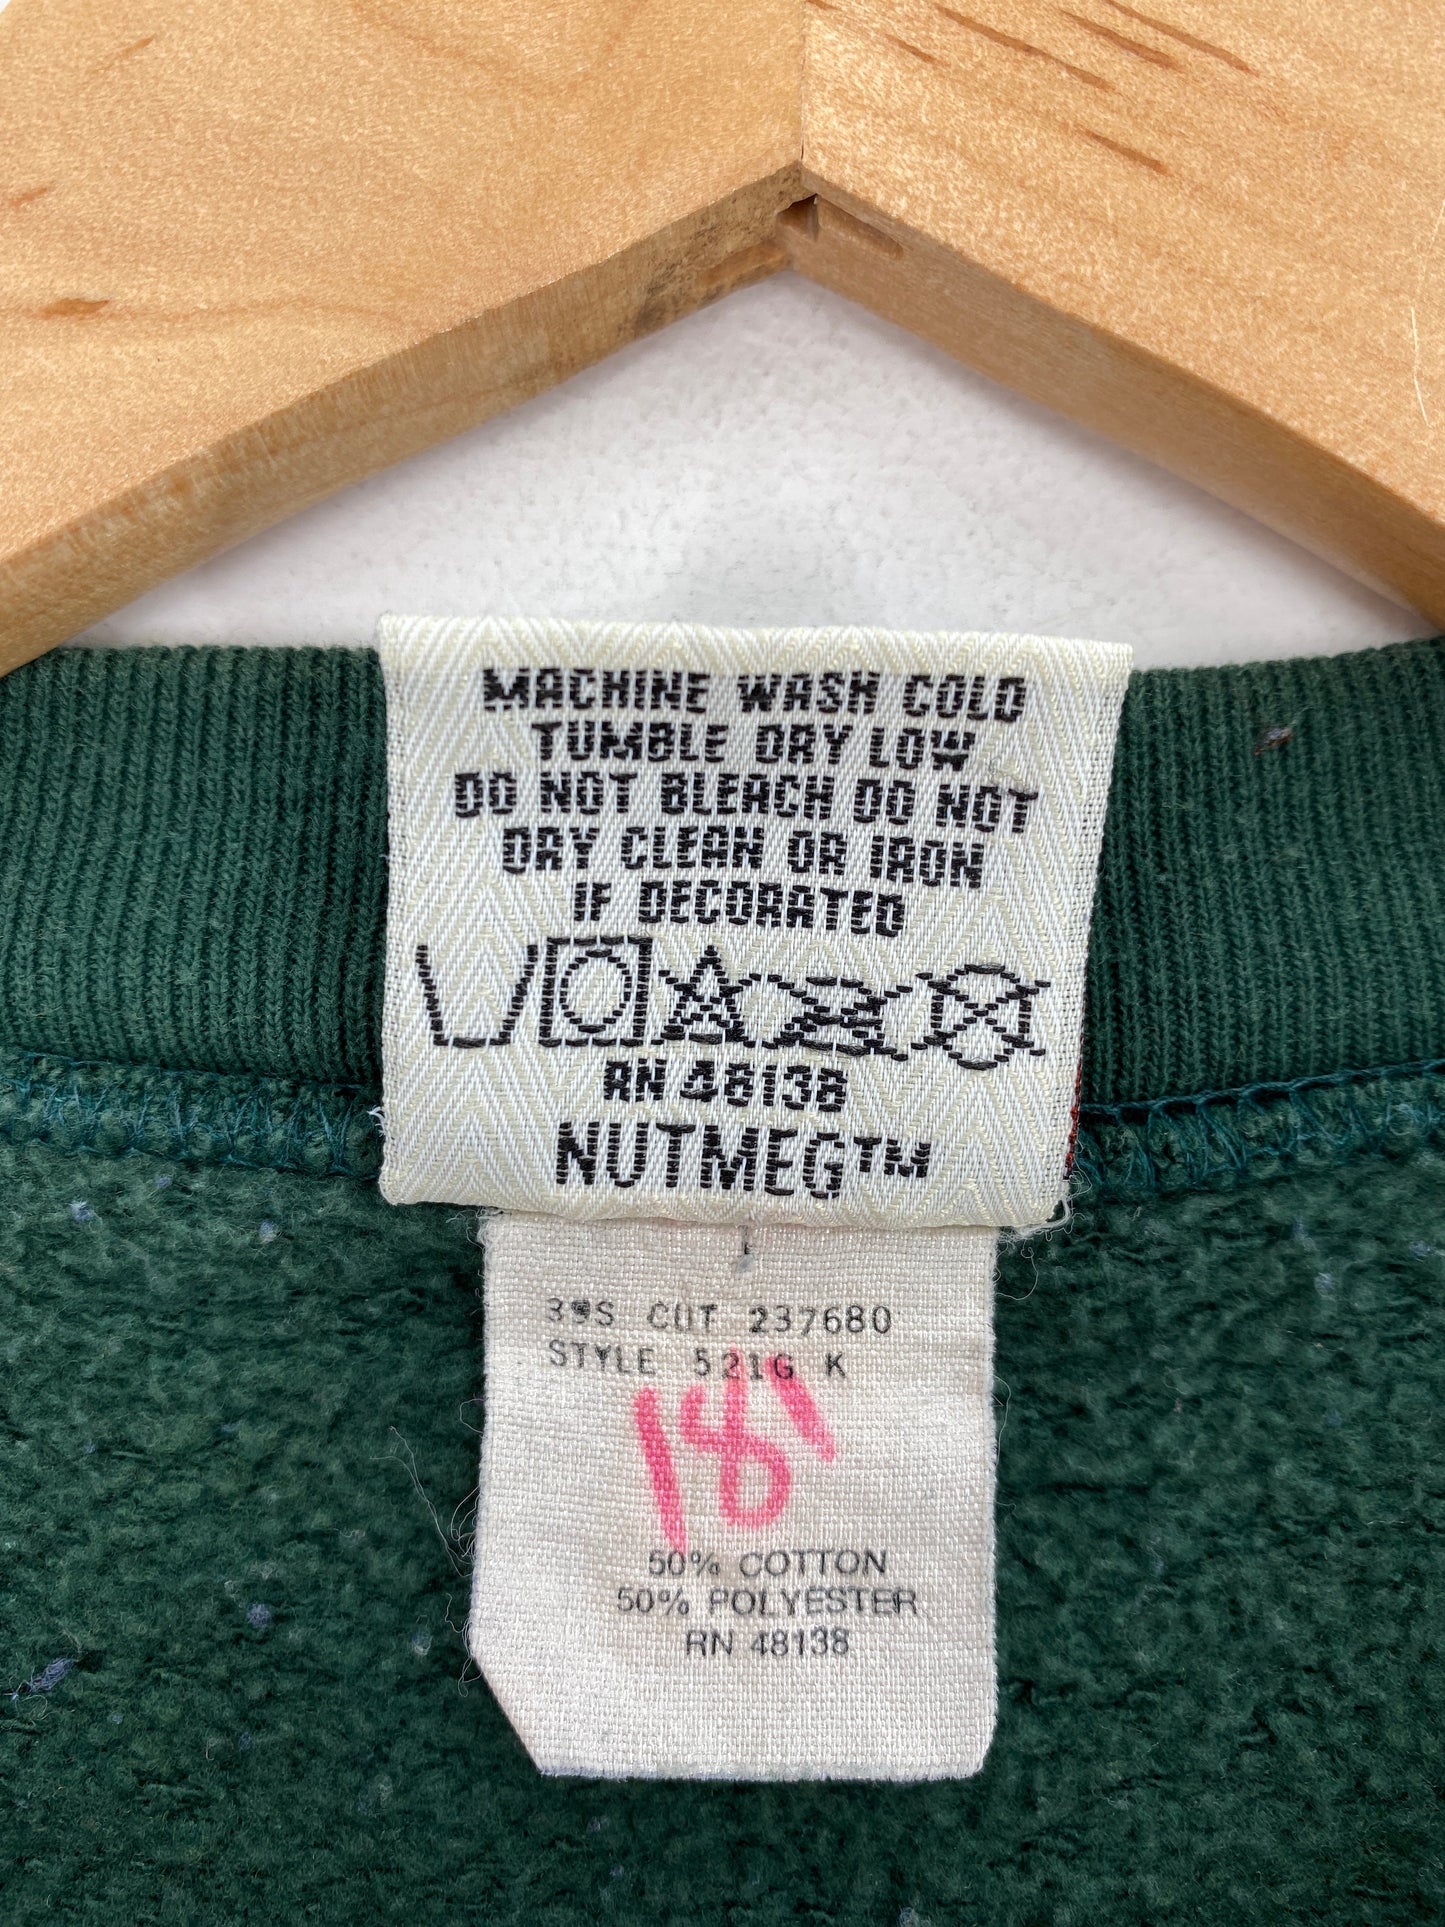 MACHINE WASH COLD
TUMBLE DRY LOW
DO NOT BLEACH DO NOT
DRY CLEAN OR IRON
IF DECORATED
RN 48138
NUTMEG™
CUT 237680
STYLE 521G K
50% COTTON
50% POLYESTER
RN 48138